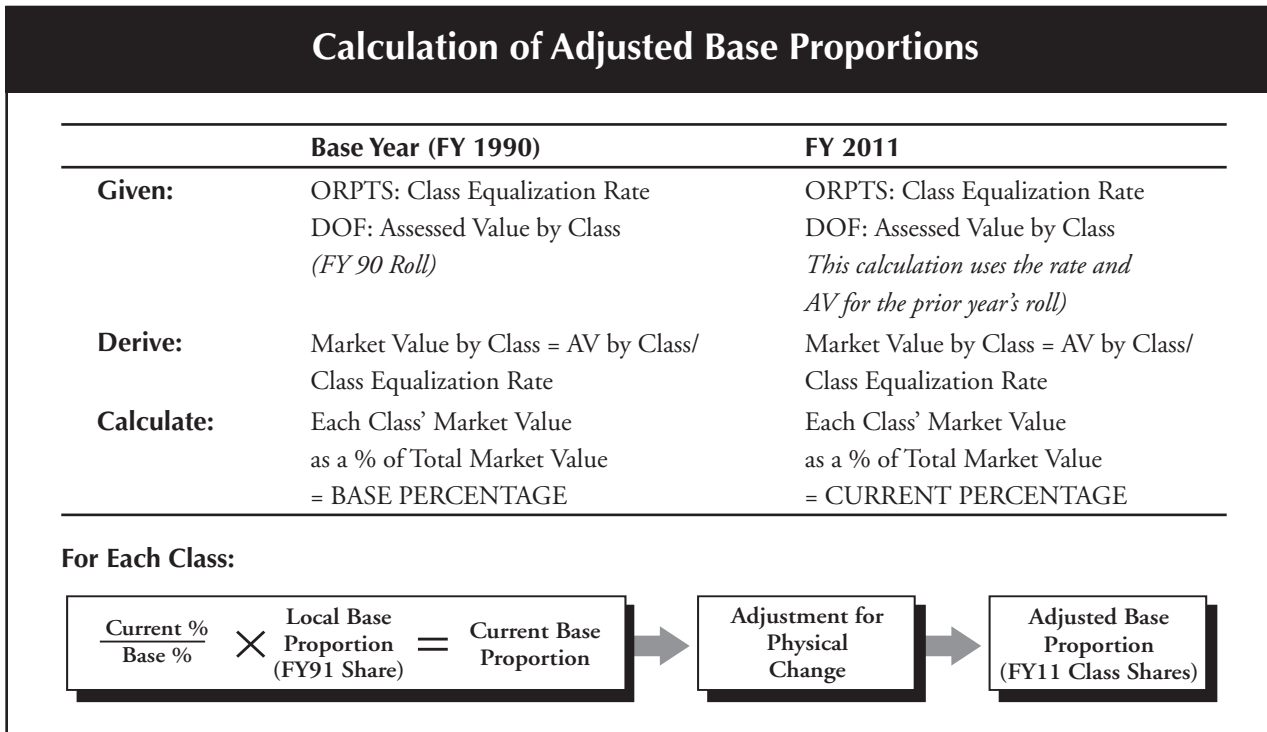 Calculation of Adjusted Base Proportions
Base Year (FY 1990) FY 2011
Given: ORPTS: Class Equalization Rate ORPTS: Class Equalization Rate
DOF: Assessed Value by Class DOF: Assessed Value by Class
(FY 90 Roll) This calculation uses the rate and
AV for the prior year's roll)
Derive: Market Value by Class = AV by Class/ Market Value by Class = AV by Class/
Class Equalization Rate Class Equalization Rate
Calculate: Each Class' Market Value Each Class' Market Value
as a % of Total Market Value as a % of Total Market Value
= BASE PERCENTAGE = CURRENT PERCENTAGE
For Each Class:
Current %
Base %
×
Local Base
Proportion
(FY91 Share)
=
Current Base
Proportion
Adjustment for
Physical
Change
Adjusted Base
Proportion
(FY11 Class Shares)